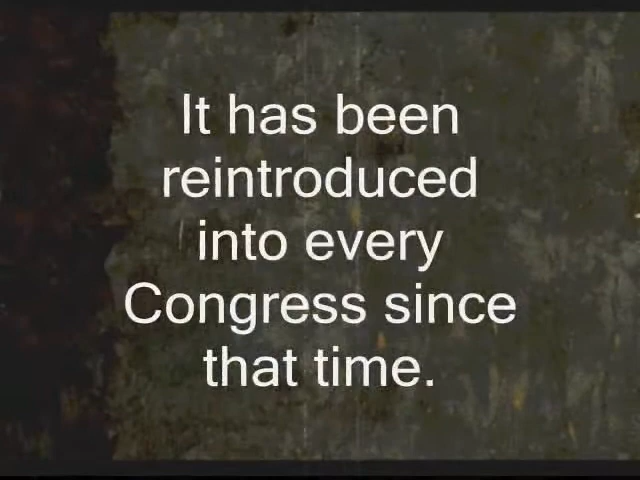 It has been
reintroduced
into every
Congress since
that time.